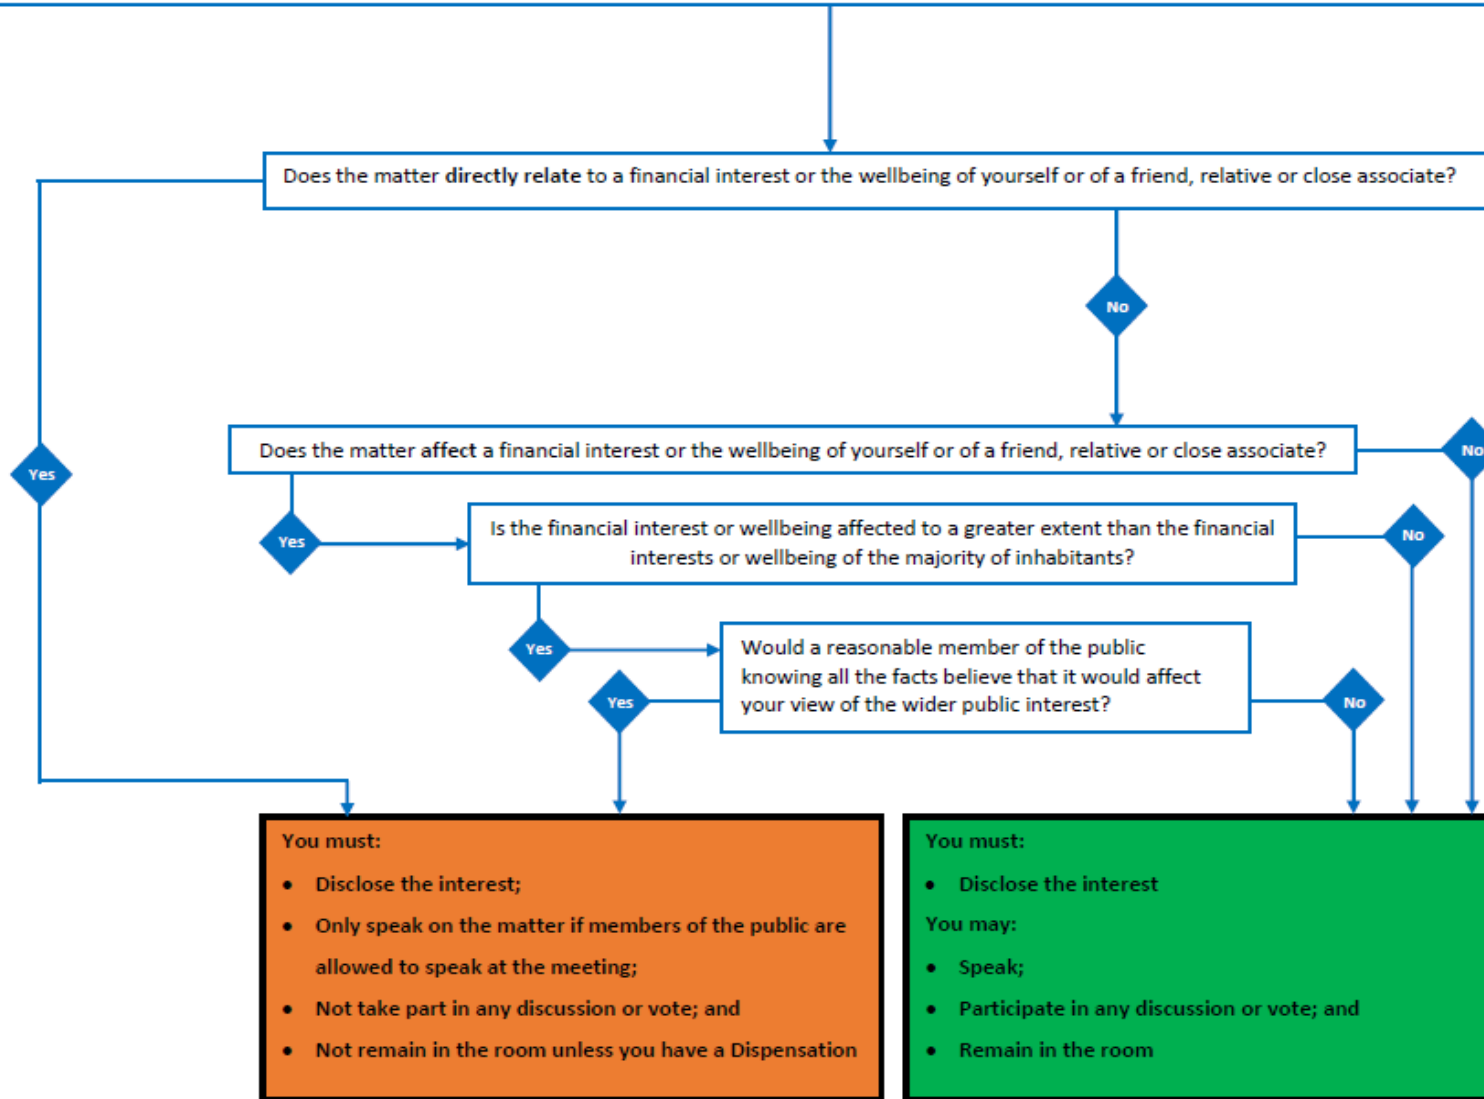 Does the matter directly relate to a financial interest or the wellbeing of yourself or of a friend, relative or close associate?
No
Does the matter affect a financial interest or the wellbeing of yourself or of a friend, relative or close associate?
No
Yes
Yes
Is the financial interest or wellbeing affected to a greater extent than the financial
interests or wellbeing of the majority of inhabitants?
No
Yes
Would a reasonable member of the public
knowing all the facts believe that it would affect
your view of the wider public interest?
Yes
No
You must:
• Disclose the interest;
• Only speak on the matter if members of the public are
allowed to speak at the meeting;
• Not take part in any discussion or vote; and
• Not remain in the room unless you have a Dispensation
You must:
• Disclose the interest
You may:
• Speak;
• Participate in any discussion or vote; and
• Remain in the room